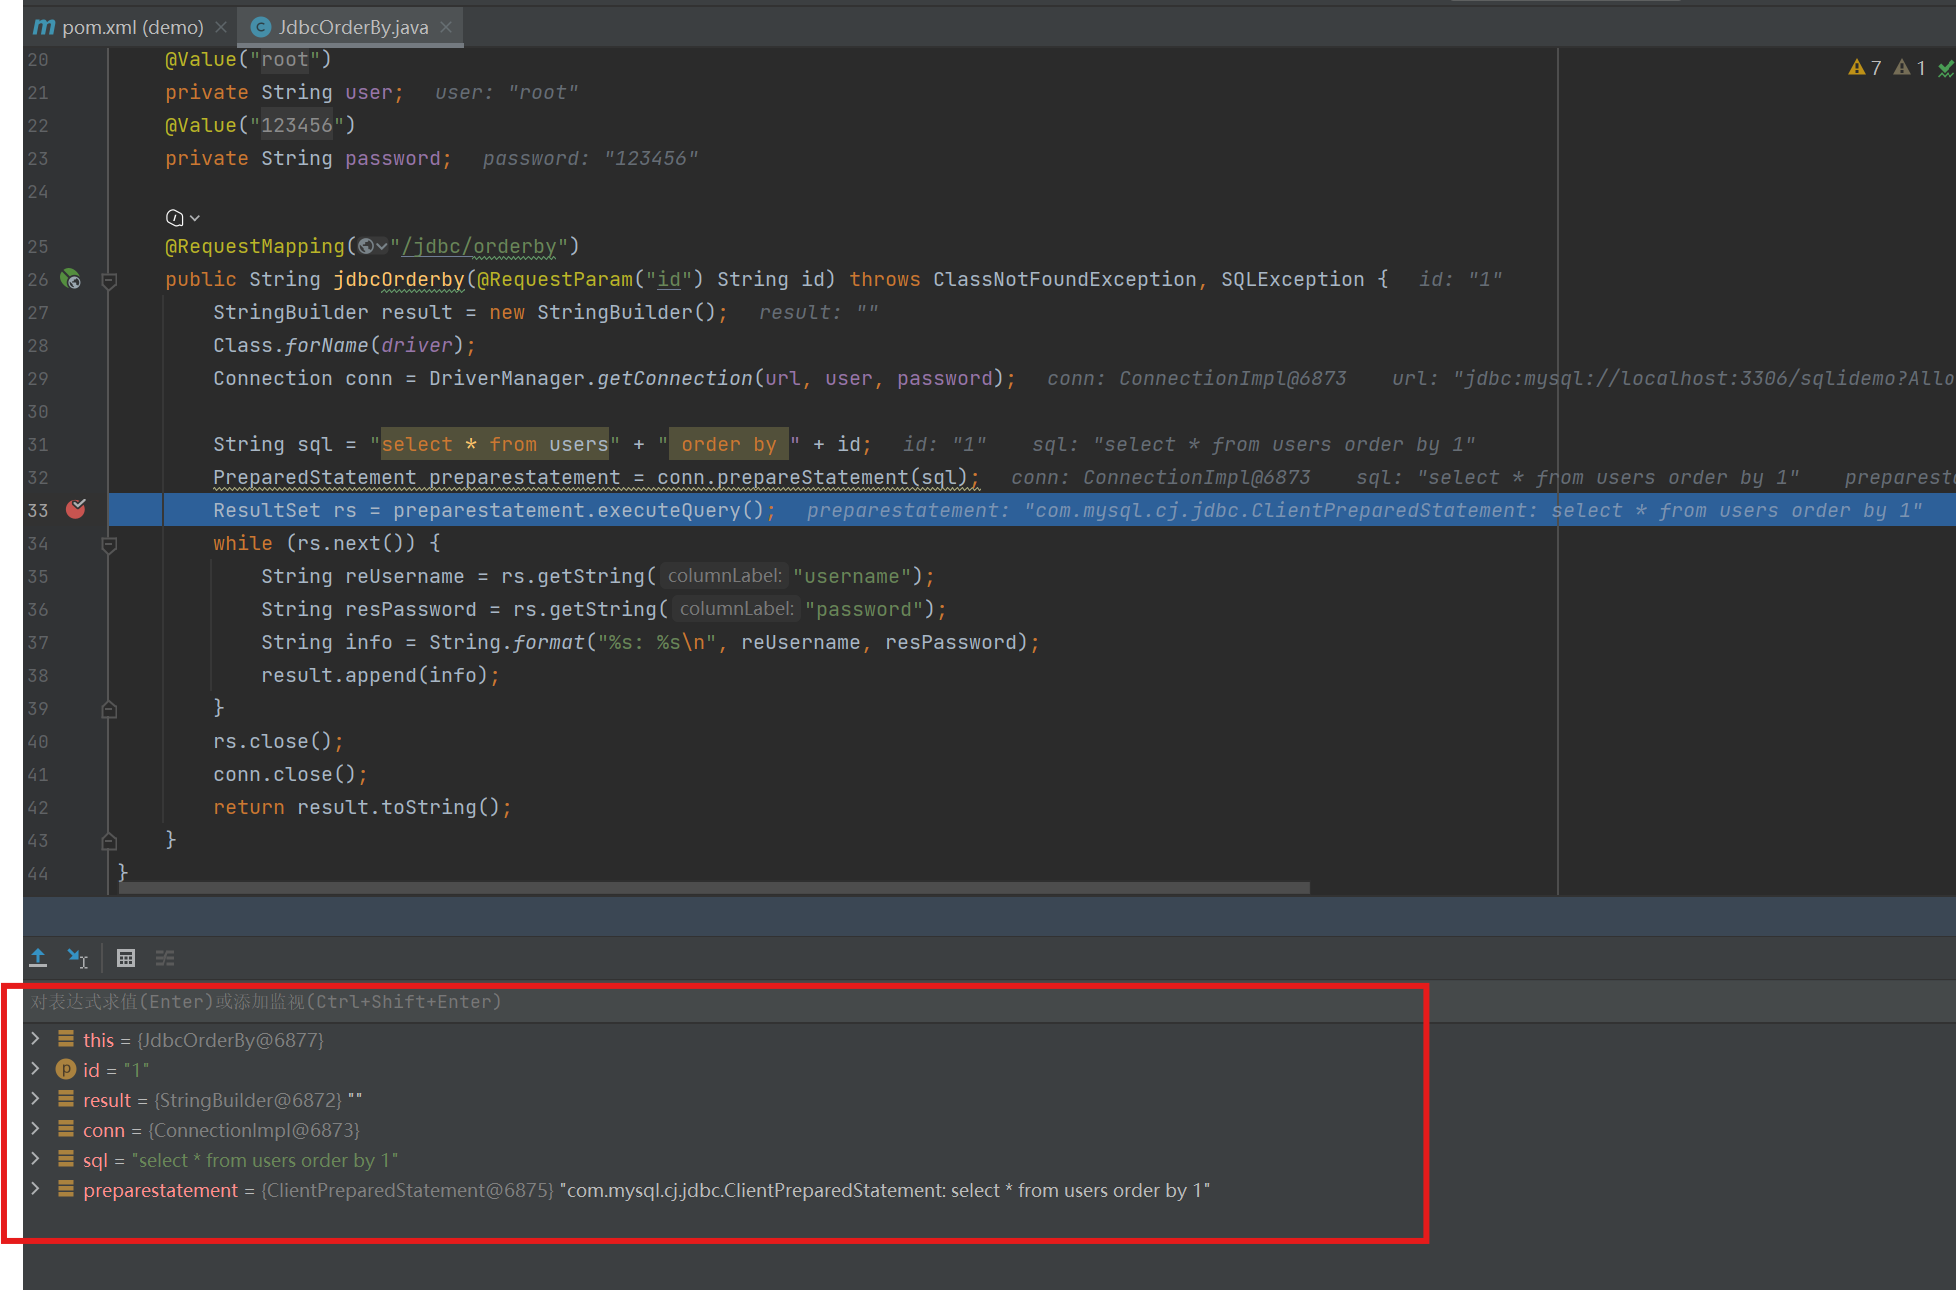 pom.xml (demo) JdbcOrderBy.java
7 1
20 @Value("root")
21 private String user; user: "root"
22 @Value("123456")
23 private String password; password: "123456"
24
25 @RequestMapping("/jdbc/orderby")
26 public String jdbcOrderby(@RequestParam("id") String id) throws ClassNotFoundException, SQLException { id: "1"
27 StringBuilder result = new StringBuilder(); result: ""
28 Class.forName(driver);
29 Connection conn = DriverManager.getConnection(url, user, password); conn: ConnectionImpl@6873 url: "jdbc:mysql://localhost:3306/sqlidemo?Allo
30
31 String sql = "select * from users" + " order by " + id; id: "1" sql: "select * from users order by 1"
32 PreparedStatement preparestatement = conn.prepareStatement(sql); conn: ConnectionImpl@6873 sql: "select * from users order by 1" preparest
33 ResultSet rs = preparestatement.executeQuery(); preparestatement: "com.mysql.cj.jdbc.ClientPreparedStatement: select * from users order by 1"
34 while (rs.next()) {
35 String reUsername = rs.getString( columnLabel: "username");
36 String resPassword = rs.getString( columnLabel: "password");
37 String info = String.format("%s: %s\n", reUsername, resPassword);
38 result.append(info);
39 }
40 rs.close();
41 conn.close();
42 return result.toString();
43 }
44 }
对表达式求值(Enter)或添加监视(Ctrl+Shift+Enter)
this = {JdbcOrderBy@6877}
id = "1"
result = {StringBuilder@6872} ""
conn = {ConnectionImpl@6873}
sql = "select * from users order by 1"
preparestatement = {ClientPreparedStatement@6875} "com.mysql.cj.jdbc.ClientPreparedStatement: select * from users order by 1"